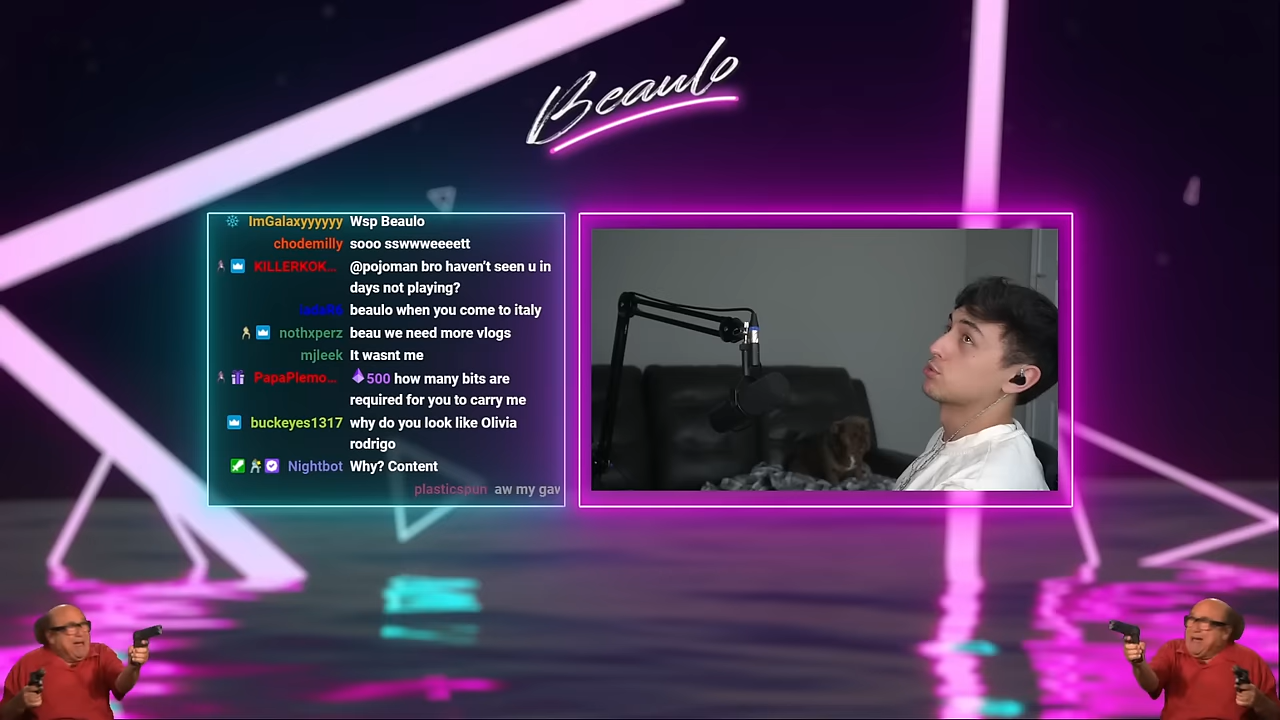 Beaulo
ImGalaxyyyyyy Wsp Beaulo
chodemilly sooo sswwweeeett
KILLERKOK... @pojoman bro haven't seen u in
days not playing?
beaulo when you come to italy
nothxperz beau we need more vlogs
mjleek It wasnt me
PapaPlemo... 500 how many bits are
required for you to carry me
buckeyes1317 why do you look like Olivia
rodrigo
Nightbot Why? Content
plasticspun aw my gav